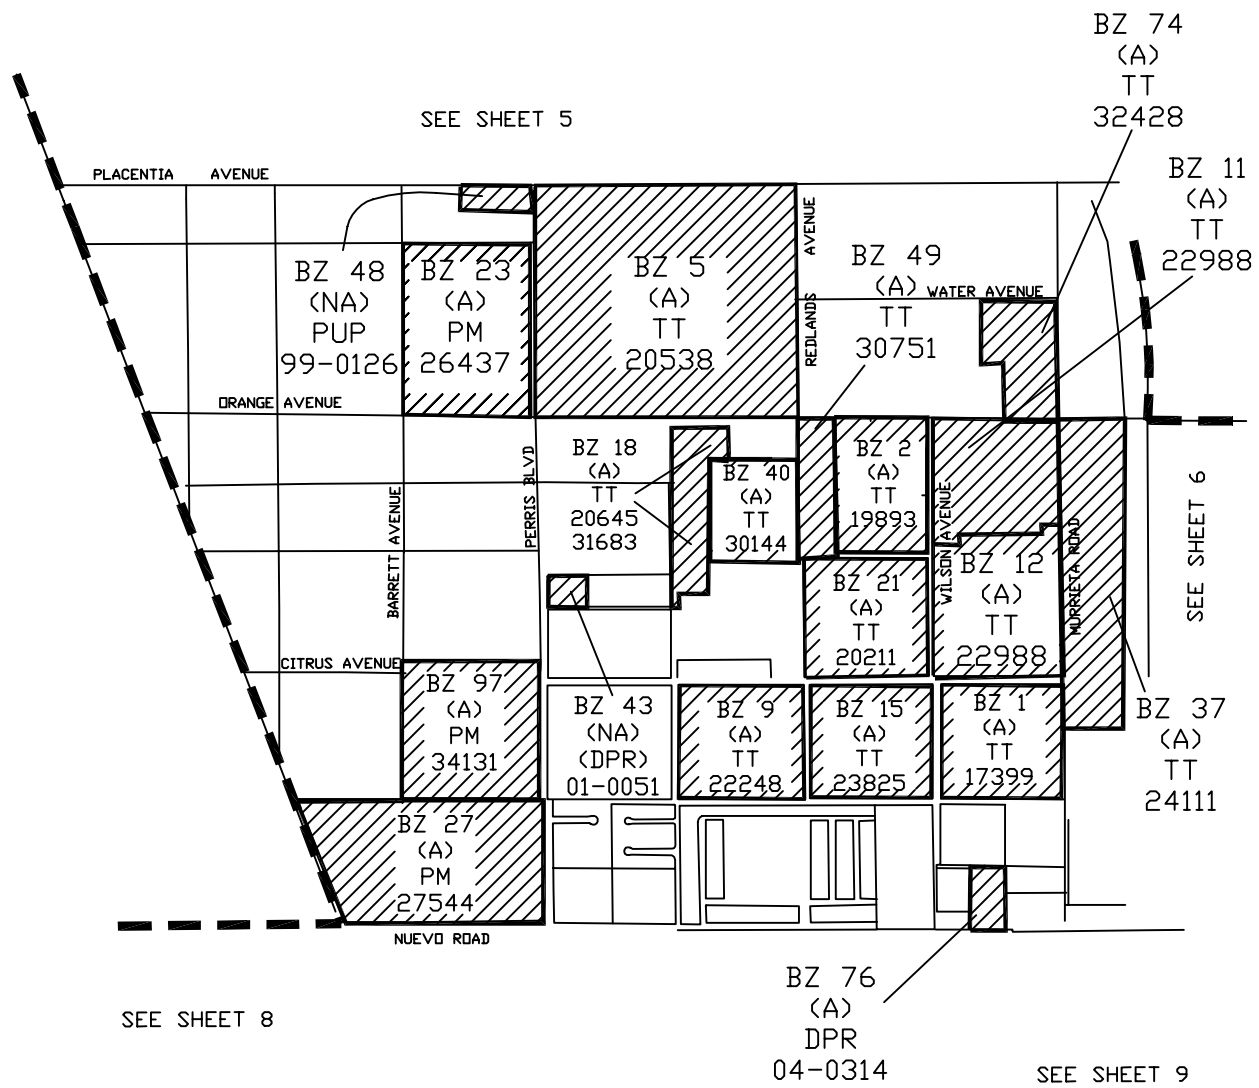 BZ 74
(A)
TT
32428
SEE SHEET 5
BZ 11
(A)
TT
22988
PLACENTIA AVENUE
REDLANDS AVENUE
BZ 48
(NA)
PUP
99-0126
BZ 23
(A)
PM
26437
BZ 5
(A)
TT
20538
BZ 49
(A)
TT
30751
WATER AVENUE
ORANGE AVENUE
PERRIS BLVD
BARRETT AVENUE
BZ 18
(A)
TT
20645
31683
BZ 40
(A)
TT
30144
BZ 2
(A)
TT
19893
WILSON AVENUE
MURRIETA ROAD
SEE SHEET 6
BZ 21
(A)
TT
20211
BZ 12
(A)
TT
22988
CITRUS AVENUE
BZ 97
(A)
PM
34131
BZ 43
(NA)
(DPR)
01-0051
BZ 9
(A)
TT
22248
BZ 15
(A)
TT
23825
BZ 1
(A)
TT
17399
BZ 37
(A)
TT
24111
BZ 27
(A)
PM
27544
NUEVO ROAD
BZ 76
(A)
DPR
04-0314
SEE SHEET 8
SEE SHEET 9